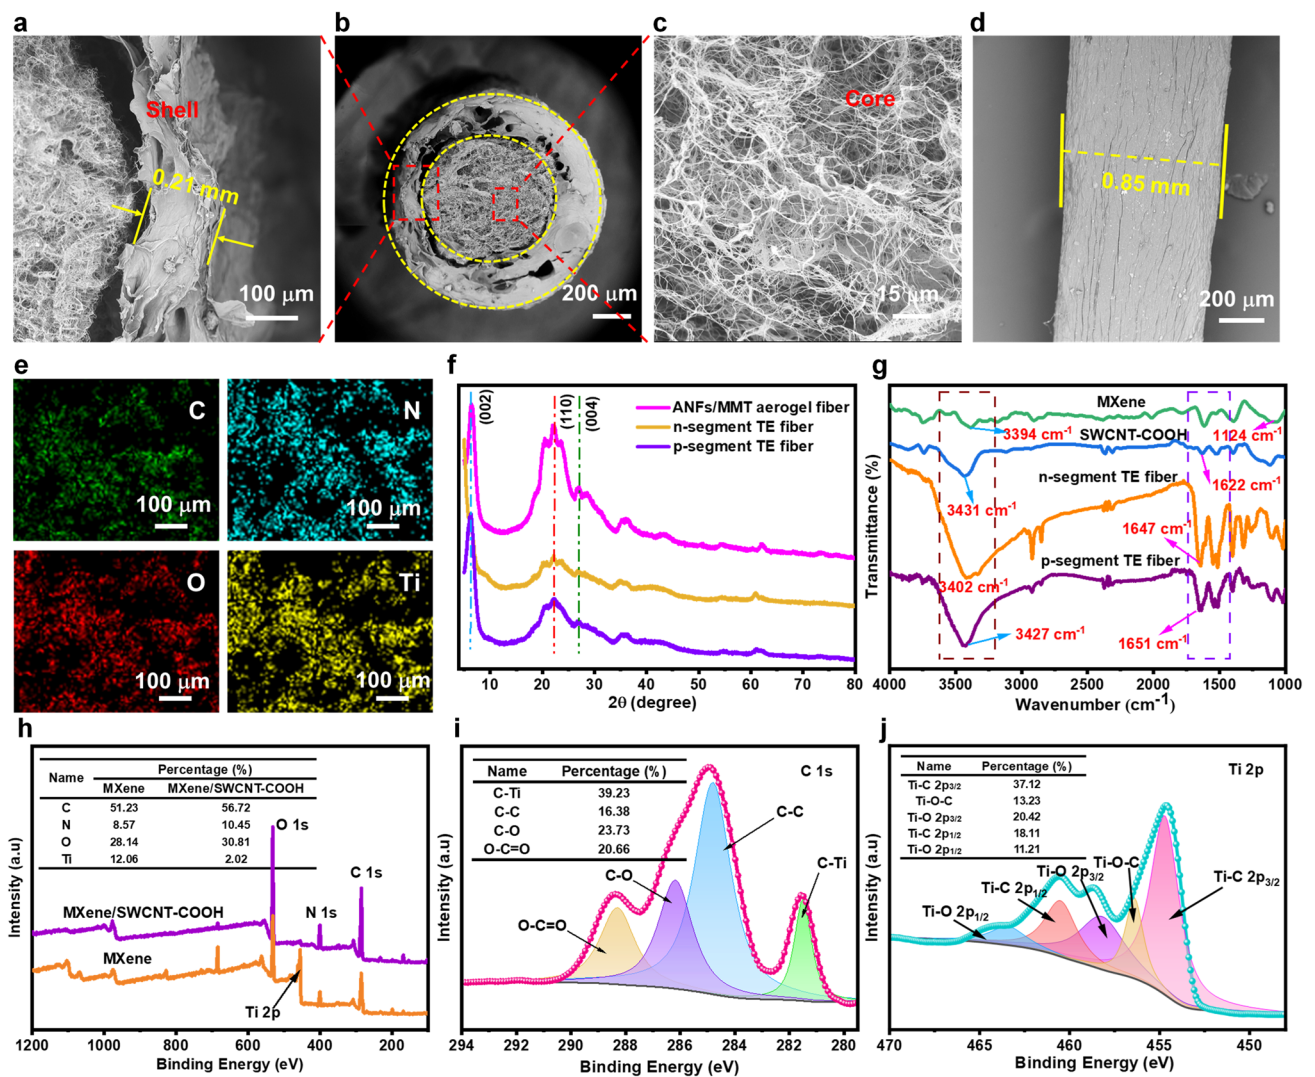 a
b
c
d
Shell
0.21 mm
100 μm
200 μm
Core
15 μm
0.85 mm
200 μm
e
f
g
C
100 μm
N
100 μm
O
100 μm
Ti
100 μm
(002)
(110)
(004)
ANFs/MMT aerogel fiber
n-segment TE fiber
p-segment TE fiber
10 20 30 40 50 60 70 80
2θ (degree)
Transmittance (%)
MXene
3394 cm-1
SWCNT-COOH
1124 cm-1
3431 cm-1
n-segment TE fiber
1622 cm-1
1647 cm-1
3402 cm-1
p-segment TE fiber
3427 cm-1
1651 cm-1
4000 3500 3000 2500 2000 1500 1000
Wavenumber (cm-1)
h
i
j
Intensity (a.u)
Name Percentage (%)
MXene MXene/SWCNT-COOH
C 51.23 56.72
N 8.57 10.45
O 28.14 30.81
Ti 12.06 2.02
O 1s
C 1s
N 1s
MXene/SWCNT-COOH
MXene
Ti 2p
1200 1000 800 600 400 200
Binding Energy (eV)
Intensity (a.u)
Name Percentage (%)
C-Ti 39.23
C-C 16.38
C-O 23.73
O-C=O 20.66
C 1s
C-C
C-Ti
C-O
O-C=O
294 292 290 288 286 284 282 280
Binding Energy (eV)
Intensity (a.u)
Name Percentage (%)
Ti-C 2p3/2 37.12
Ti-O-C 13.23
Ti-O 2p3/2 20.42
Ti-C 2p1/2 18.11
Ti-O 2p1/2 11.21
Ti 2p
Ti-O-C
Ti-O 2p3/2
Ti-C 2p1/2
Ti-C 2p3/2
Ti-O 2p1/2
470 465 460 455 450
Binding Energy (eV)